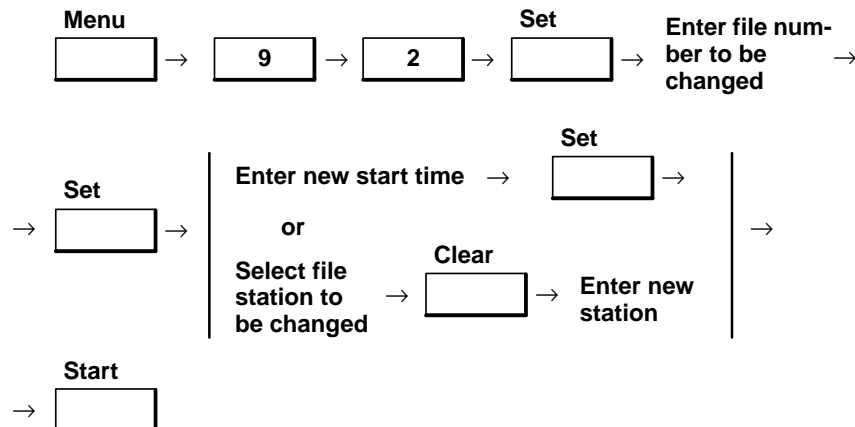 Menu
9
2
Set
Enter file num-
ber to be
changed
Set
Enter new start time
Set
or
Select file
station to
be changed
Clear
Enter new
station
Start